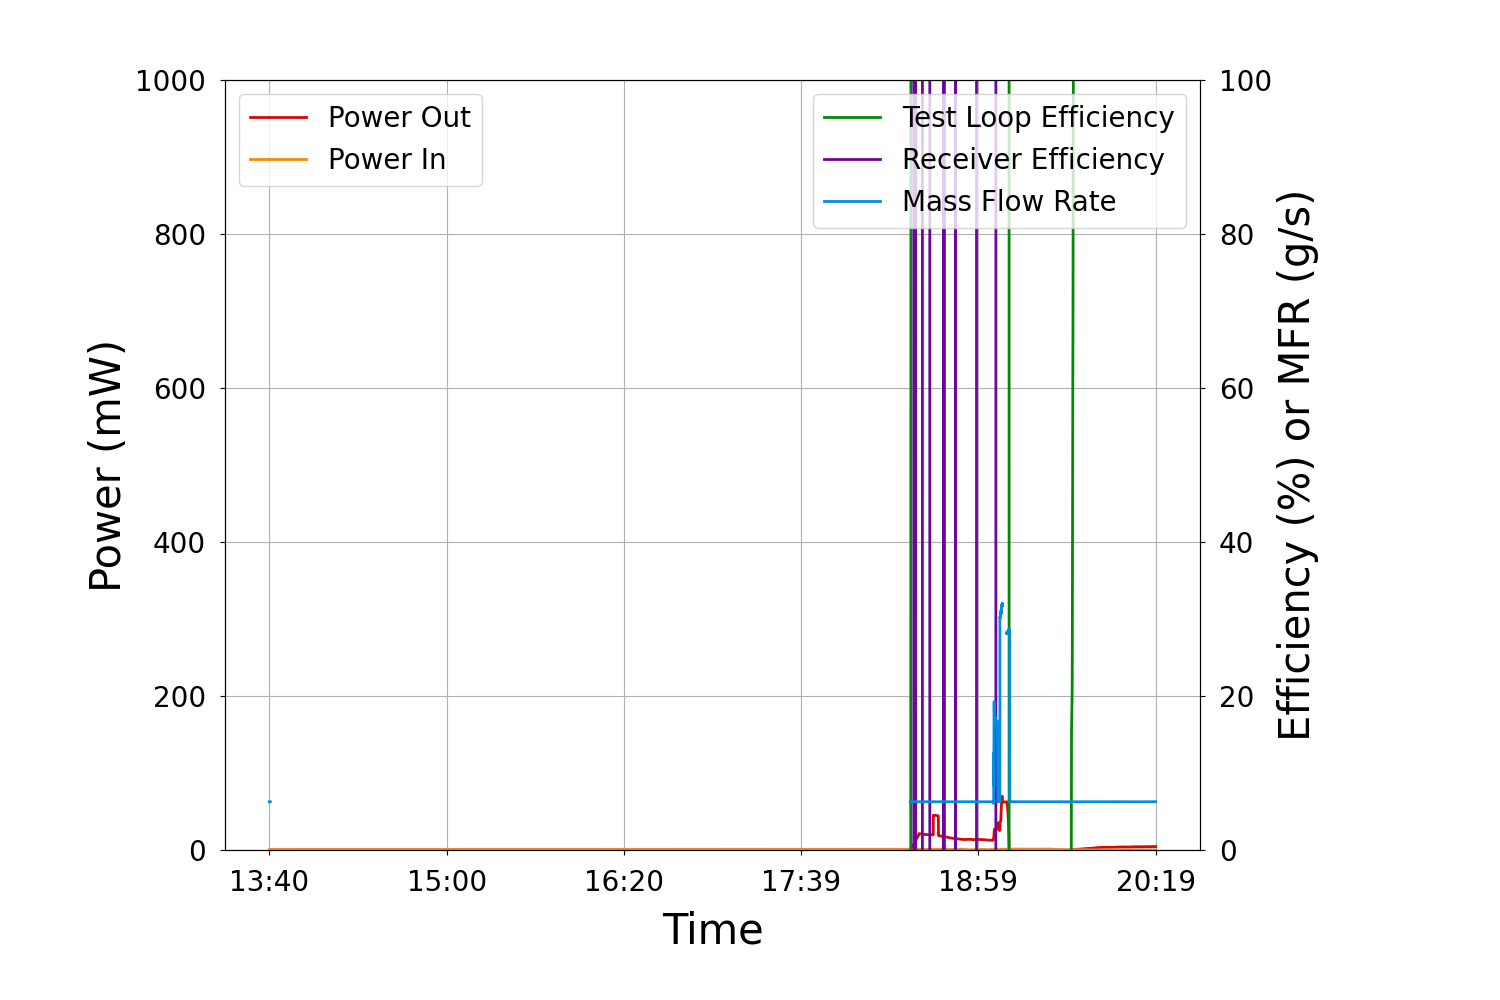 1000
800
600
400
200
0
Power (mW)
Power Out
Power In
Test Loop Efficiency
Receiver Efficiency
Mass Flow Rate
100
80
60
40
20
0
Efficiency (%) or MFR (g/s)
13:40 15:00 16:20 17:39 18:59 20:19
Time